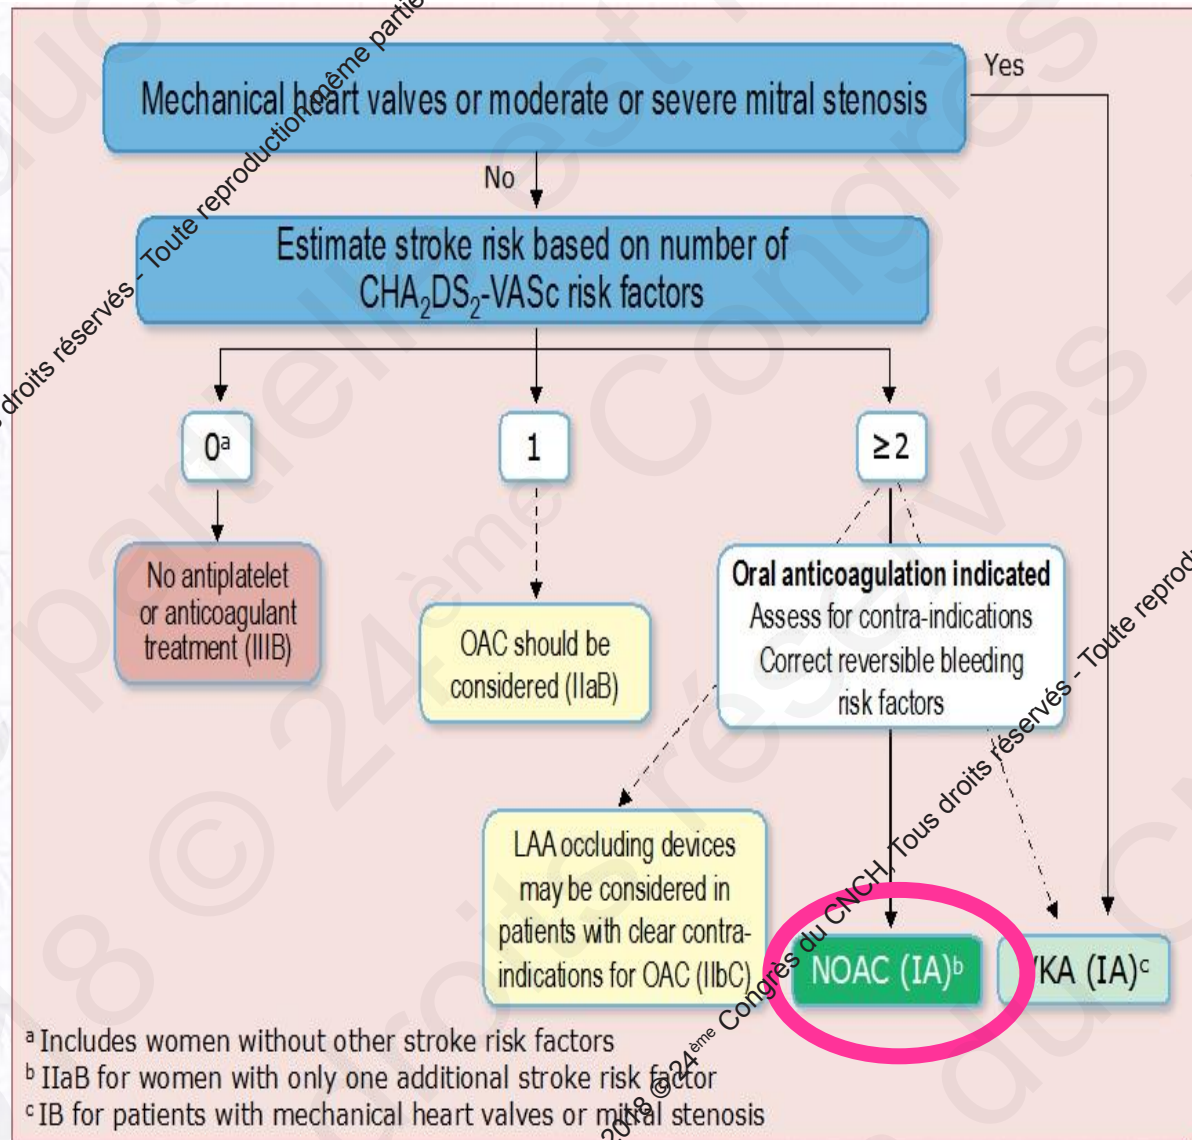 Mechanical heart valves or moderate or severe mitral stenosis
Yes
No
Estimate stroke risk based on number of
CHA₂DS₂-VASc risk factors
0ᵃ
1
≥2
No antiplatelet
or anticoagulant
treatment (IIIB)
OAC should be
considered (IIaB)
Oral anticoagulation indicated
Assess for contra-indications
Correct reversible bleeding
risk factors
LAA occluding devices
may be considered in
patients with clear contra-
indications for OAC (IIbC)
NOAC (IA)ᵇ
VKA (IA)ᶜ
ᵃ Includes women without other stroke risk factors
ᵇ IIaB for women with only one additional stroke risk factor
ᶜ IB for patients with mechanical heart valves or mitral stenosis
droits réservés - Toute reproduction même partie
2018 © 24ème Congrès du CNCH, Tous droits réservés - Toute reprodu